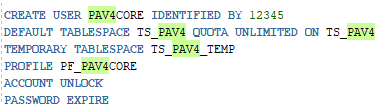 CREATE USER PAV4CORE IDENTIFIED BY 12345
DEFAULT TABLESPACE TS_PAV4 QUOTA UNLIMITED ON TS_PAV4
TEMPORARY TABLESPACE TS_PAV4_TEMP
PROFILE PF_PAV4CORE
ACCOUNT UNLOCK
PASSWORD EXPIRE